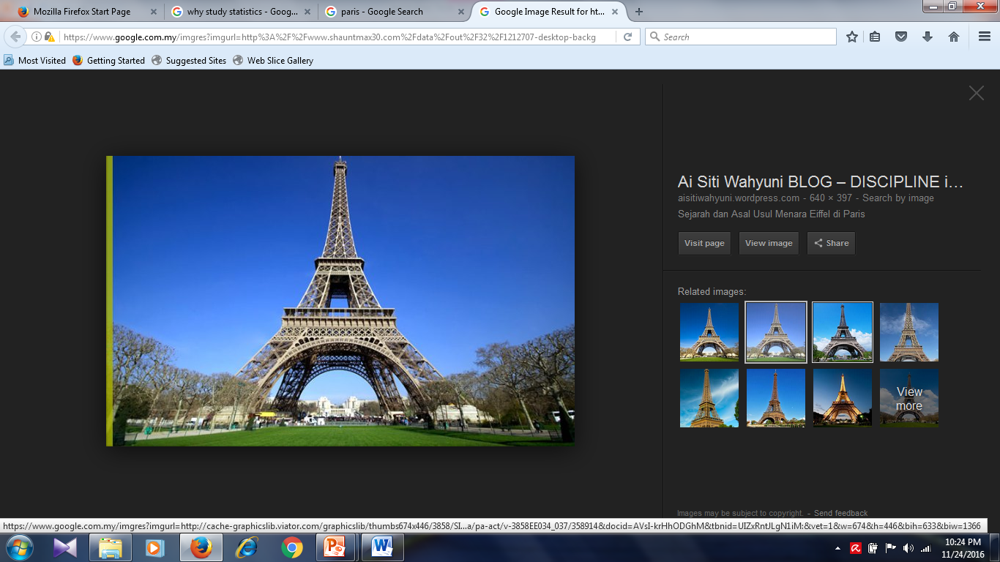 Mozilla Firefox Start Page
why study statistics - Goog...
paris - Google Search
Google Image Result for ht...
https://www.google.com.my/imgres?imgurl=http%3A%2F%2Fwww.shauntmax30.com%2Fdata%2Fout%2F32%2F1212707-desktop-backg
Search
Most Visited
Getting Started
Suggested Sites
Web Slice Gallery
Ai Siti Wahyuni BLOG – DISCIPLINE i…
aisitiwahyuni.wordpress.com - 640 × 397 - Search by image
Sejarah dan Asal Usul Menara Eiffel di Paris
Visit page
View image
Share
Related images:
View
more
Images may be subject to copyright. - Send feedback
https://www.google.com.my/imgres?imgurl=http://cache-graphicslib.viator.com/graphicslib/thumbs674x446/3858/SI...a/pa-act/v-3858EE034_037/358914&docid=AVsI-krHhODGhM&tbnid=UIZxRntJLgN1iM:&vet=1&w=674&h=446&bih=633&biw=1366
10:24 PM
11/24/2016